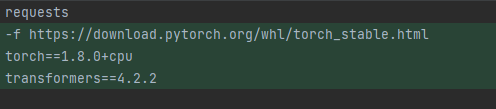 requests
-f https://download.pytorch.org/whl/torch_stable.html
torch==1.8.0+cpu
transformers==4.2.2